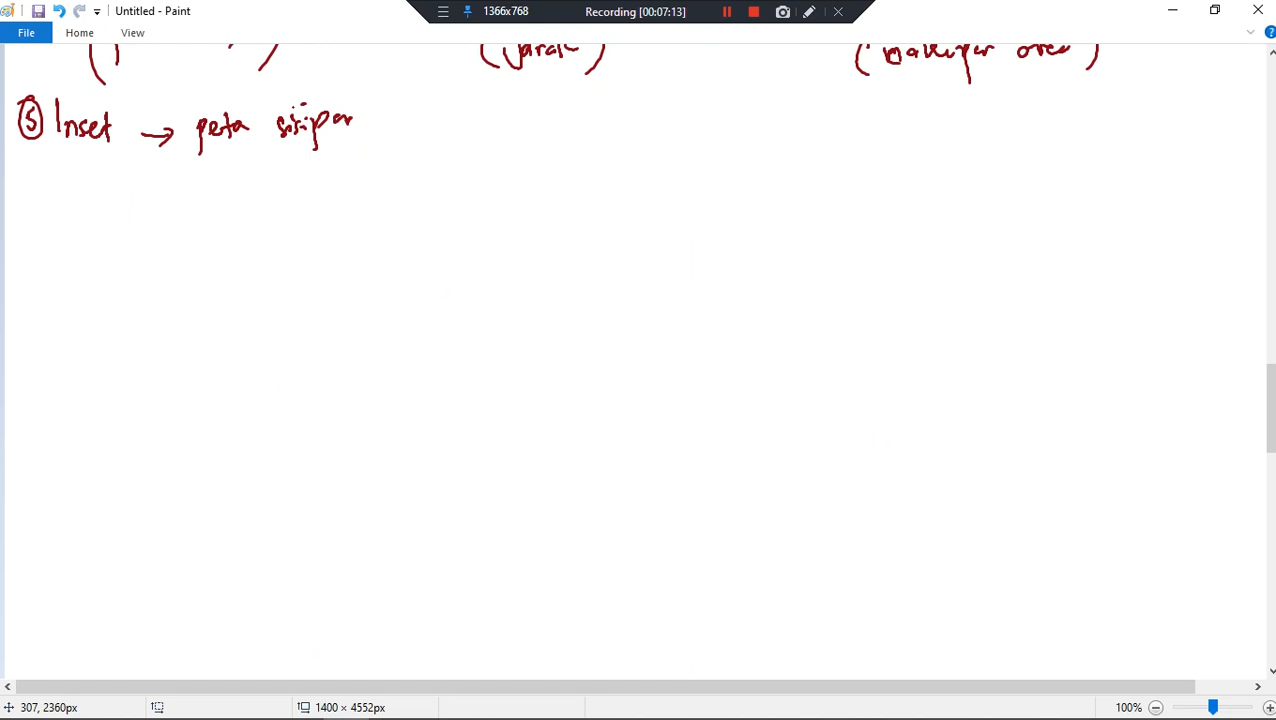 Untitled - Paint
1366x768
Recording [00:07:13]
File Home View
(jarak) (
5 Inset → peta sisipan
307, 2360px
1400 × 4552px
100%